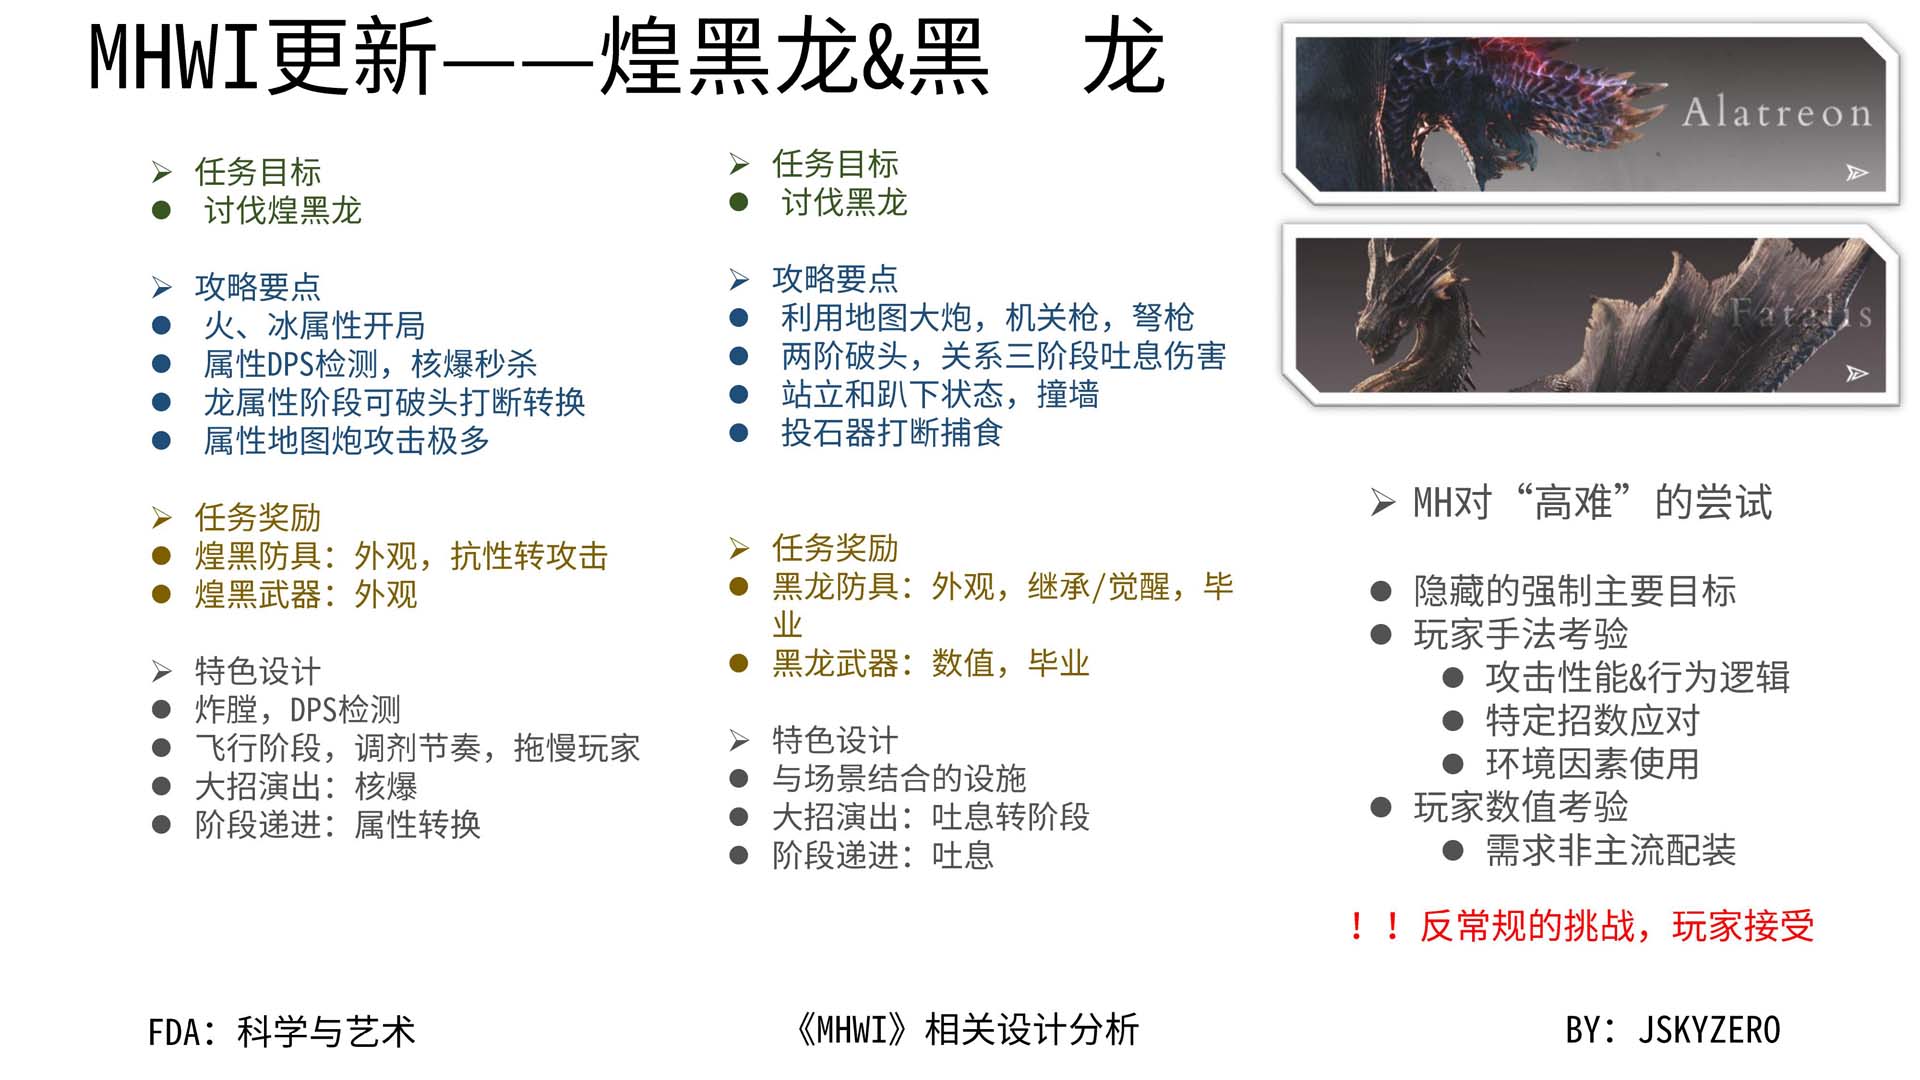 MHWI更新——煌黑龙&黑 龙
任务目标
讨伐煌黑龙
攻略要点
火、冰属性开局
属性DPS检测，核爆秒杀
龙属性阶段可破头打断转换
属性地图炮攻击极多
任务奖励
煌黑防具：外观，抗性转攻击
煌黑武器：外观
特色设计
炸膛，DPS检测
飞行阶段，调剂节奏，拖慢玩家
大招演出：核爆
阶段递进：属性转换
任务目标
讨伐黑龙
攻略要点
利用地图大炮，机关枪，弩枪
两阶破头，关系三阶段吐息伤害
站立和趴下状态，撞墙
投石器打断捕食
任务奖励
黑龙防具：外观，继承/觉醒，毕
业
黑龙武器：数值，毕业
特色设计
与场景结合的设施
大招演出：吐息转阶段
阶段递进：吐息
Alatreon
Fatalis
MH对“高难”的尝试
隐藏的强制主要目标
玩家手法考验
攻击性能&行为逻辑
特定招数应对
环境因素使用
玩家数值考验
需求非主流配装
！！反常规的挑战，玩家接受
FDA：科学与艺术
《MHWI》相关设计分析
BY：JSKYZERO